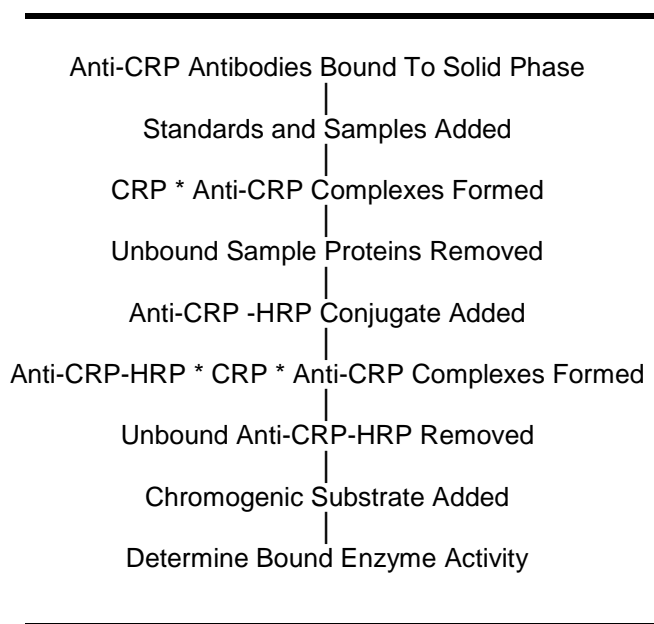 Anti-CRP Antibodies Bound To Solid Phase
Standards and Samples Added
CRP * Anti-CRP Complexes Formed
Unbound Sample Proteins Removed
Anti-CRP -HRP Conjugate Added
Anti-CRP-HRP * CRP * Anti-CRP Complexes Formed
Unbound Anti-CRP-HRP Removed
Chromogenic Substrate Added
Determine Bound Enzyme Activity